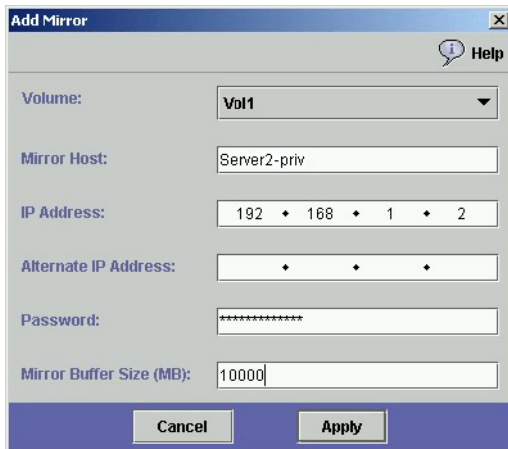 Add Mirror
Help
Volume: Vol1
Mirror Host: Server2-priv
IP Address: 192 • 168 • 1 • 2
Alternate IP Address: • • •
Password: *************
Mirror Buffer Size (MB): 10000
Cancel Apply